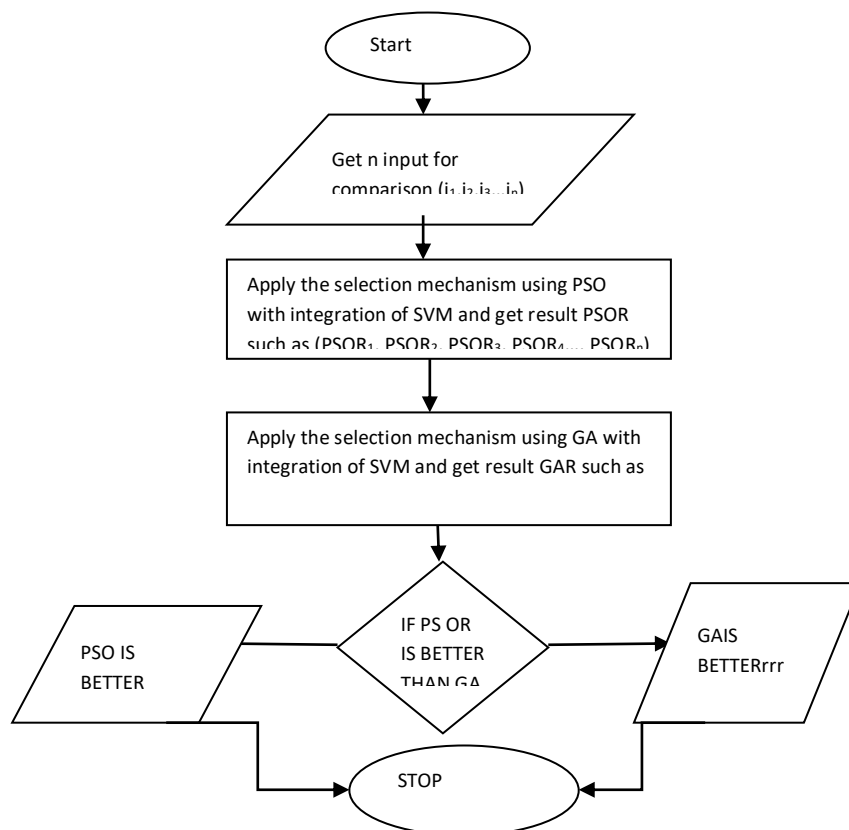 Start
Get n input for
comparison (i₁,i₂,i₃...iₙ)
Apply the selection mechanism using PSO
with integration of SVM and get result PSOR
such as (PSOR₁, PSOR₂, PSOR₃, PSOR₄..., PSORₙ)
Apply the selection mechanism using GA with
integration of SVM and get result GAR such as
IF PS OR
IS BETTER
THAN GA
PSO IS
BETTER
GAIS
BETTERrrr
STOP